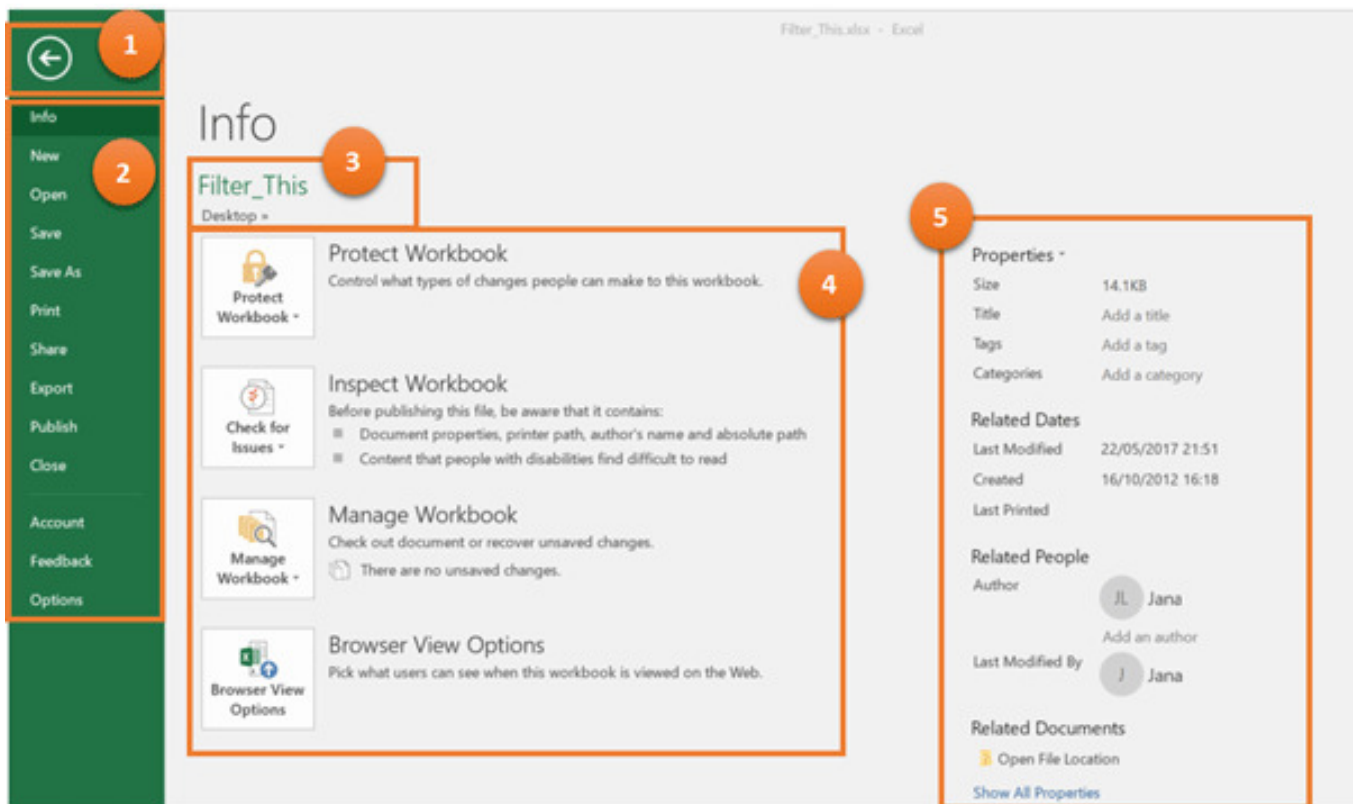 Filter_This.xlsx - Excel
1
Info
New
Open
Save
Save As
Print
Share
Export
Publish
Close
Account
Feedback
Options
2
Info
3
Filter_This
Desktop »
4
Protect Workbook
Protect Workbook
Control what types of changes people can make to this workbook.
Check for Issues
Inspect Workbook
Before publishing this file, be aware that it contains:
Document properties, printer path, author's name and absolute path
Content that people with disabilities find difficult to read
Manage Workbook
Manage Workbook
Check out document or recover unsaved changes.
There are no unsaved changes.
Browser View Options
Browser View Options
Pick what users can see when this workbook is viewed on the Web.
5
Properties
Size 14.1KB
Title Add a title
Tags Add a tag
Categories Add a category
Related Dates
Last Modified 22/05/2017 21:51
Created 16/10/2012 16:18
Last Printed
Related People
Author JL Jana
Add an author
Last Modified By J Jana
Related Documents
Open File Location
Show All Properties